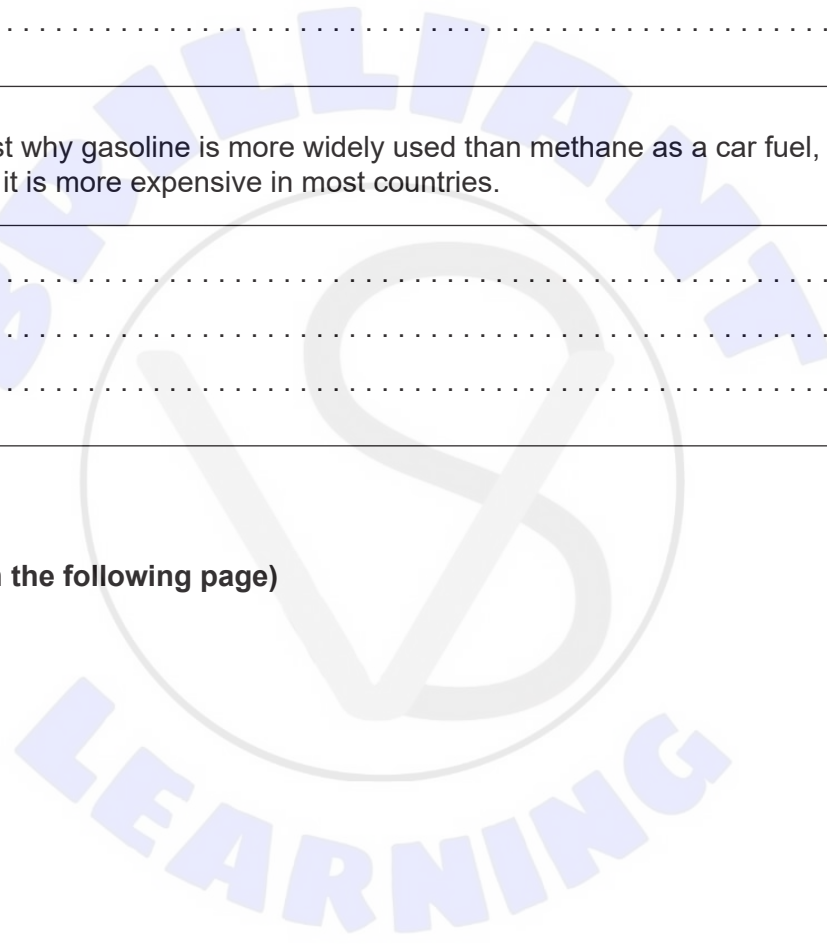 st why gasoline is more widely used than methane as a car fuel,
it is more expensive in most countries.
the following page)
BRILLIANT
LEARNING